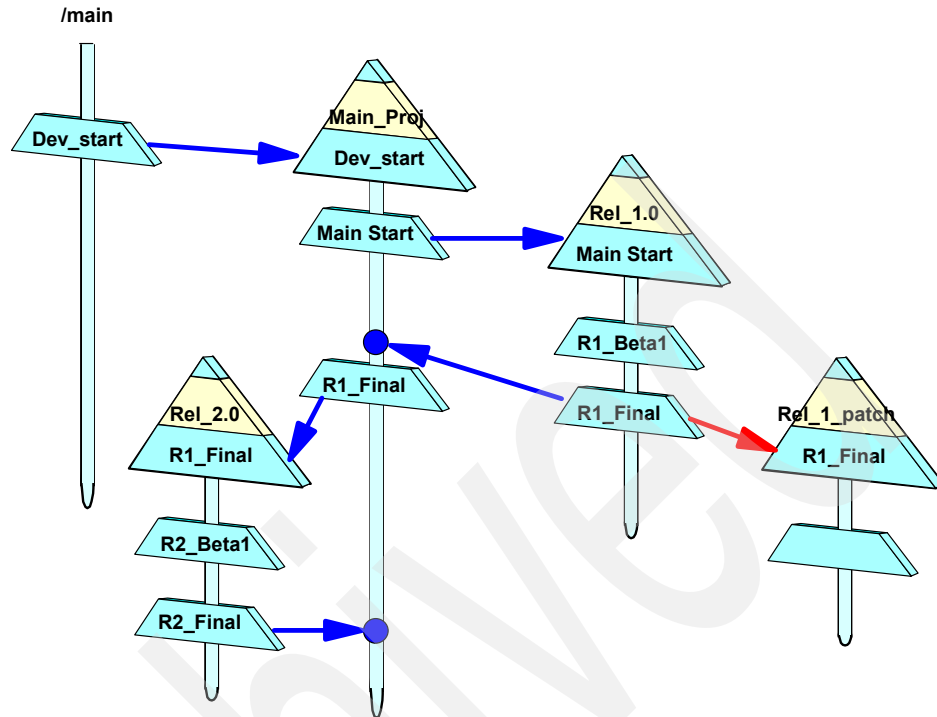 /main
Dev_start
Main_Proj
Dev_start
Main Start
R1_Final
Rel_1.0
Main Start
R1_Beta1
R1_Final
Rel_2.0
R1_Final
R2_Beta1
R2_Final
Rel_1_patch
R1_Final
hived